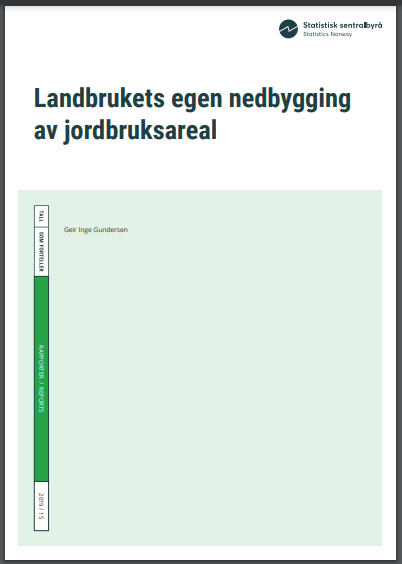 Statistisk sentralbyrå
Statistics Norway
Landbrukets egen nedbygging
av jordbruksareal
TALL
SOM FORTELLER
Geir Inge Gundersen
RAPPORTER / REPORTS
2019 / 15